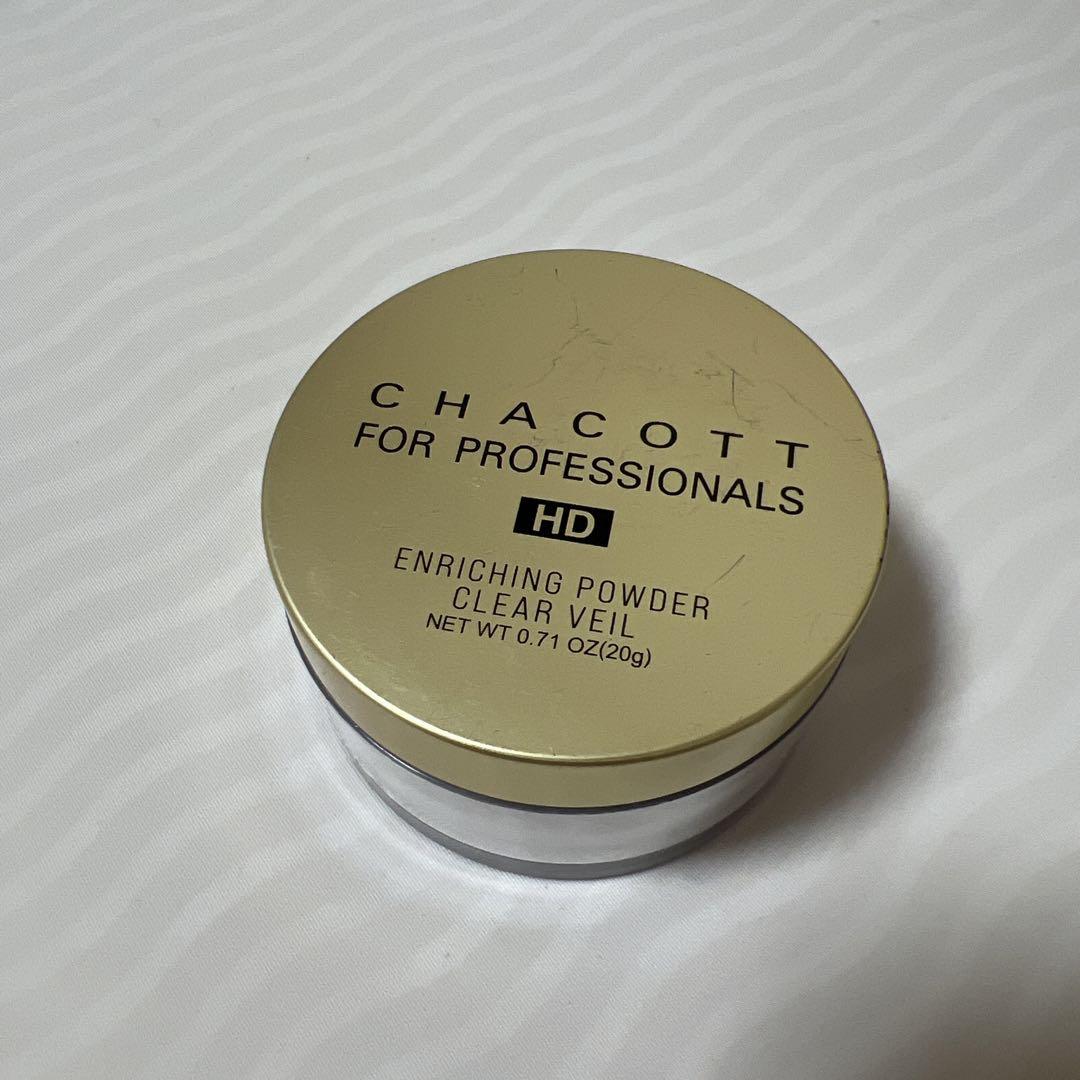 CHACOTT
FOR PROFESSIONALS
HD
ENRICHING POWDER
CLEAR VEIL
NET WT 0.71 OZ(20g)